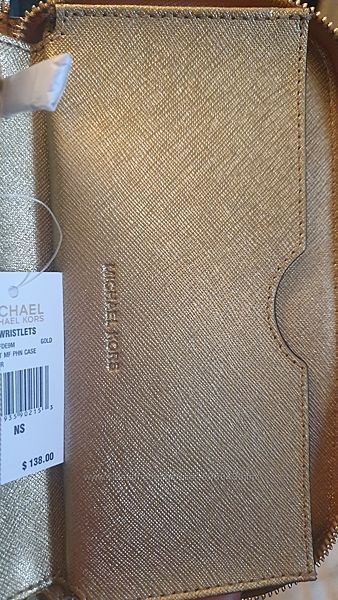 MICHAEL
MICHAEL KORS
WRISTLETS
GOLD
T MF PHN CASE
NS
$ 138.00
MICHAEL KORS